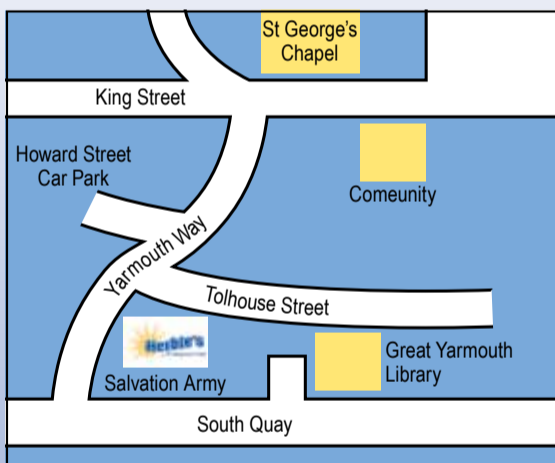 St George's
Chapel
King Street
Howard Street
Car Park
Comeunity
Yarmouth Way
Tolhouse Street
Herbie's
Great Yarmouth
Library
Salvation Army
South Quay